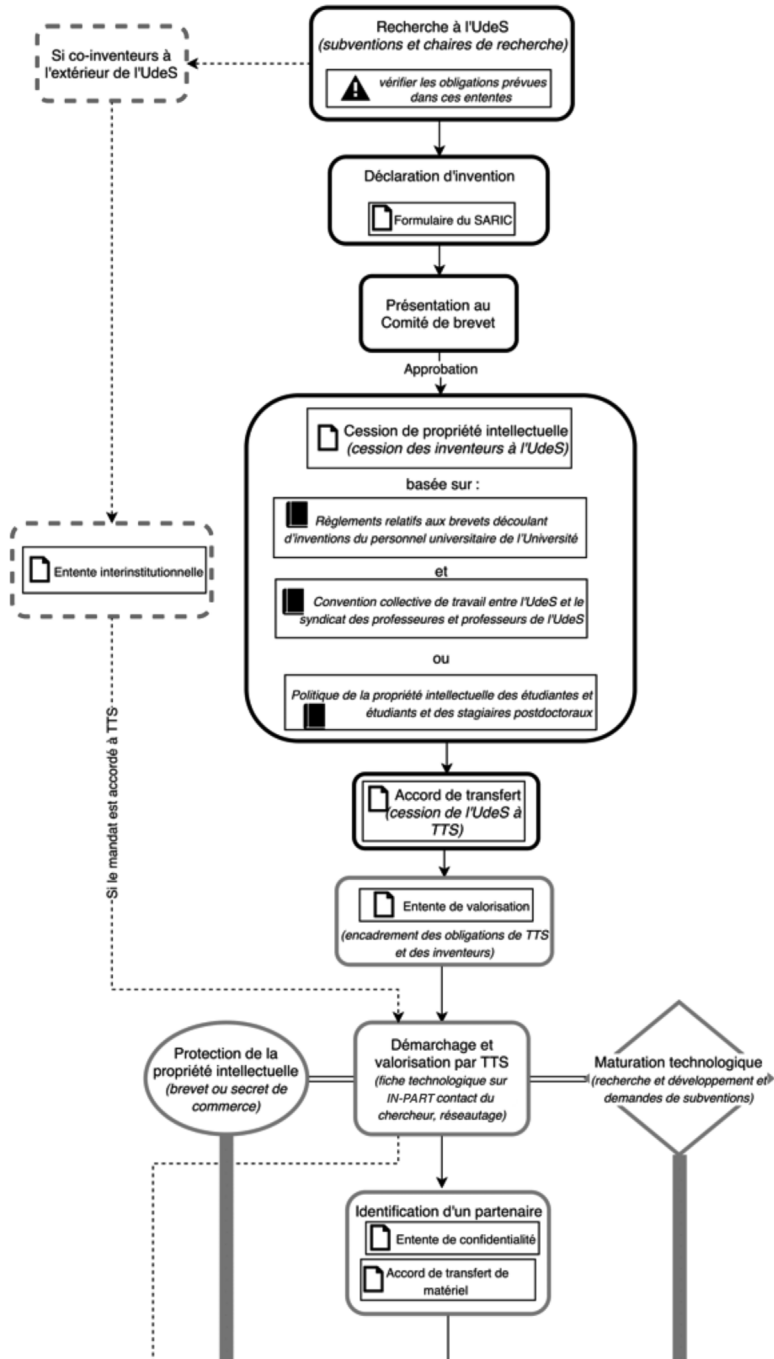 Recherche à l'UdeS
(subventions et chaires de recherche)
vérifier les obligations prévues
dans ces ententes
Si co-inventeurs à
l'extérieur de l'UdeS
Déclaration d'invention
Formulaire du SARIC
Présentation au
Comité de brevet
Approbation
Cession de propriété intellectuelle
(cession des inventeurs à l'UdeS)
basée sur :
Règlements relatifs aux brevets découlant
d'inventions du personnel universitaire de l'Université
et
Convention collective de travail entre l'UdeS et le
syndicat des professeures et professeurs de l'UdeS
ou
Politique de la propriété intellectuelle des étudiantes et
étudiants et des stagiaires postdoctoraux
Entente interinstitutionnelle
Si le mandat est accordé à TTS
Accord de transfert
(cession de l'UdeS à
TTS)
Entente de valorisation
(encadrement des obligations de TTS
et des inventeurs)
Protection de la
propriété intellectuelle
(brevet ou secret de
commerce)
Démarchage et
valorisation par TTS
(fiche technologique sur
IN-PART contact du
chercheur, réseautage)
Maturation technologique
(recherche et développement et
demandes de subventions)
Identification d'un partenaire
Entente de confidentialité
Accord de transfert de
matériel